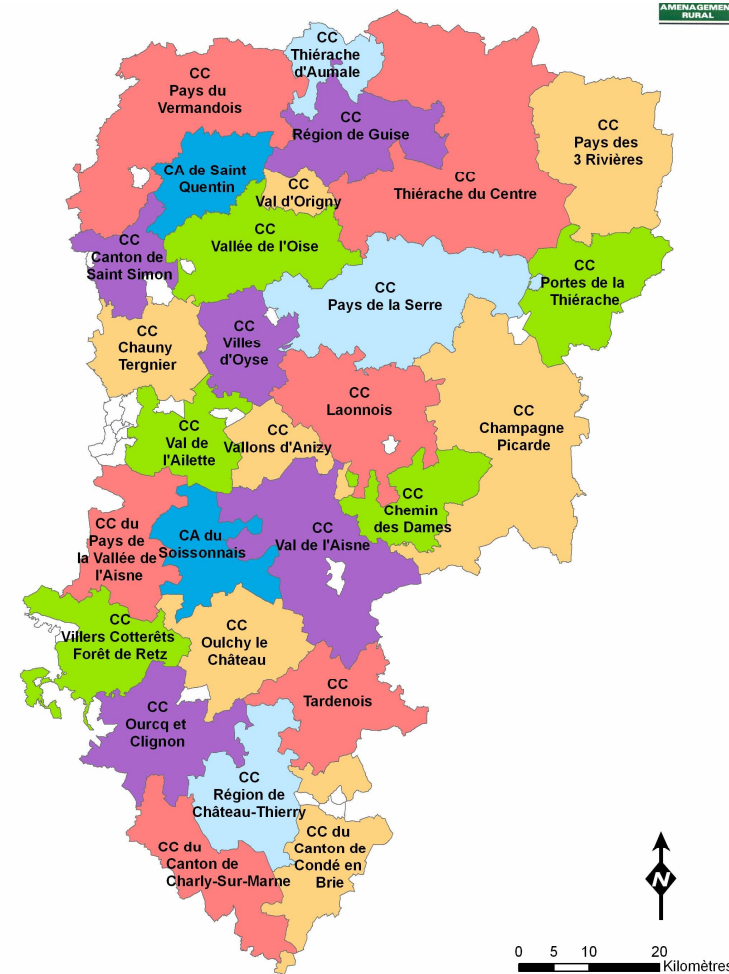 AMENAGEMENT
RURAL
CC
Thiérache
d'Aumale
CC
Pays du
Vermandois
CC
Région de Guise
CC
Pays des
3 Rivières
CA de Saint
Quentin
CC
Thiérache du Centre
CC
Val d'Origny
CC
Vallée de l'Oise
CC
Canton de
Saint Simon
CC
Portes de la
Thiérache
CC
Pays de la Serre
CC
Chauny
Tergnier
CC
Villes
d'Oyse
CC
Laonnois
CC
Champagne
Picarde
CC
Val de
l'Ailette
CC
Vallons d'Anizy
CC
Chemin
des Dames
CC du
Pays de
la Vallée de
l'Aisne
CA du
Soissonnais
CC
Val de l'Aisne
CC
Villers Cotterêts
Forêt de Retz
CC
Oulchy le
Château
CC
Tardenois
CC
Ourcq et
Clignon
CC
Région de
Château-Thierry
CC du
Canton de
Condé en
Brie
CC du
Canton de
Charly-Sur-Marne
N
0 5 10 20
Kilomètres